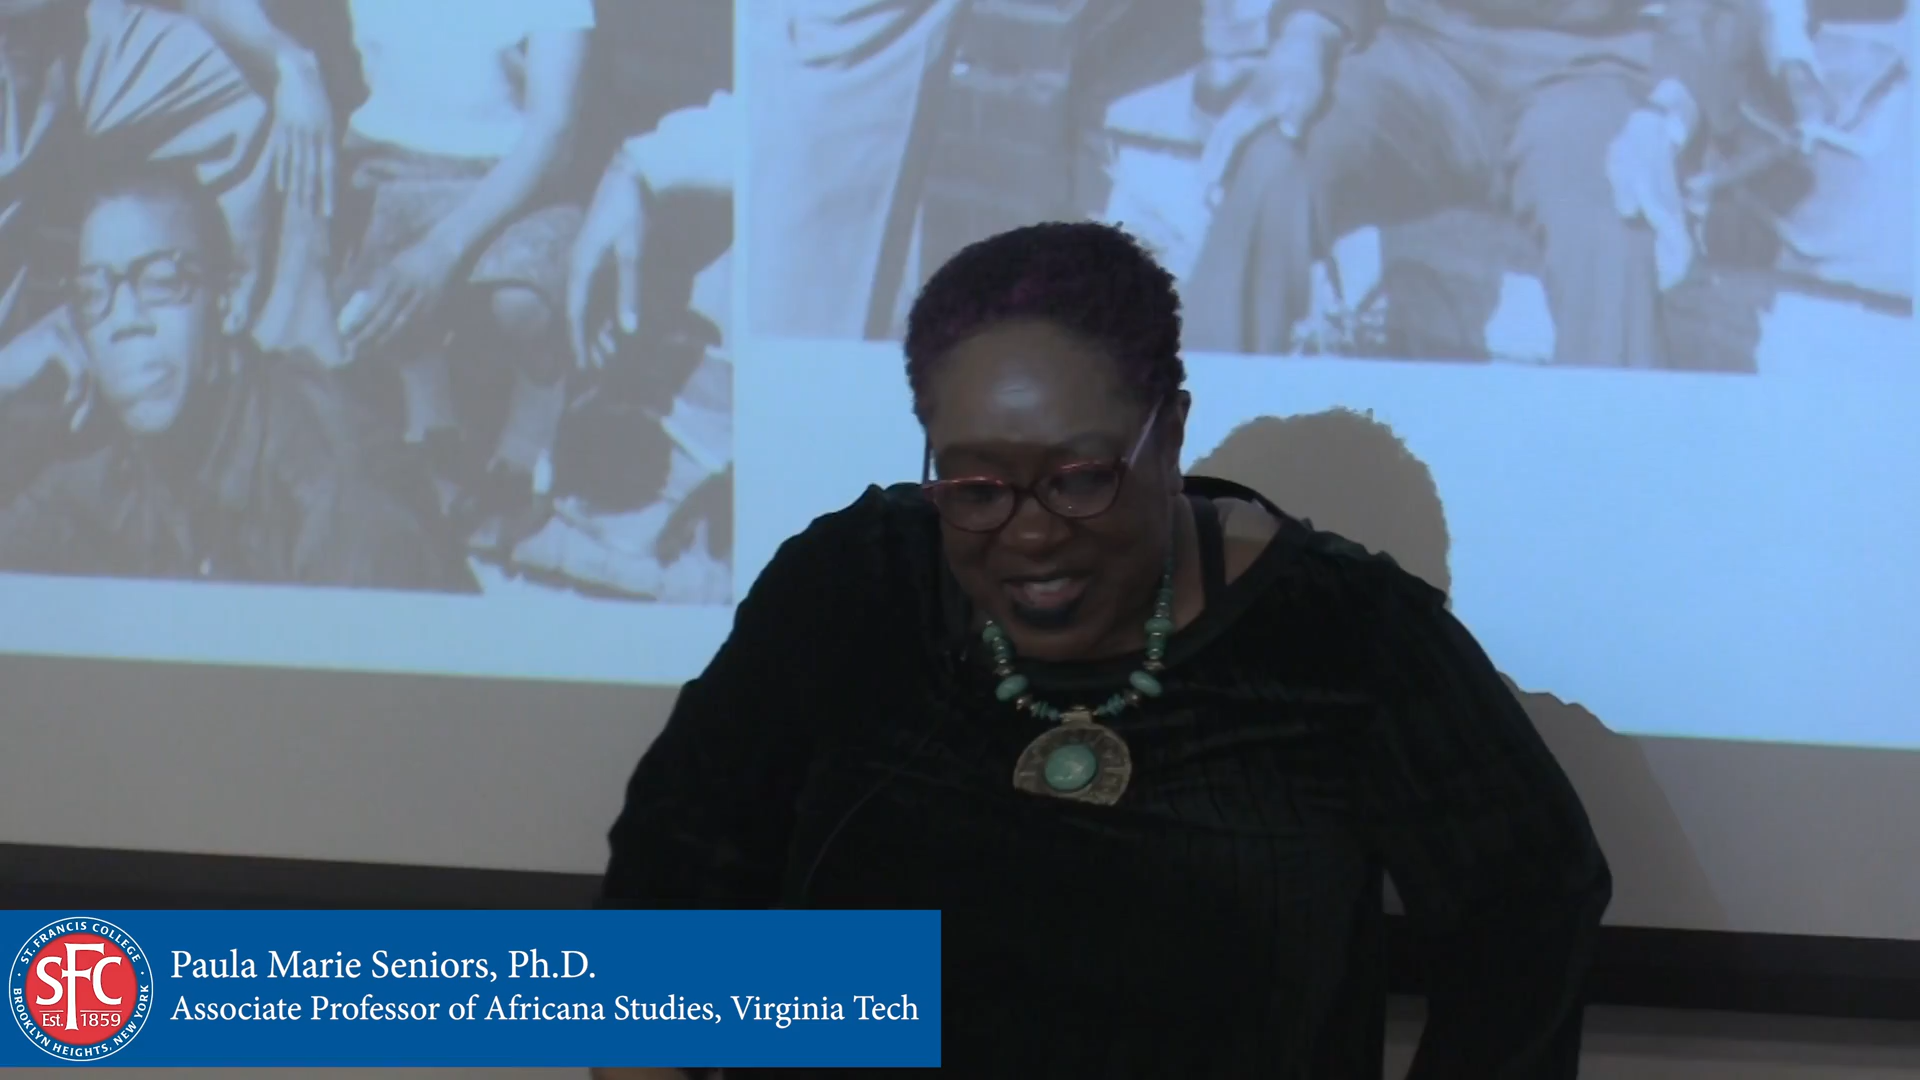 Paula Marie Seniors, Ph.D.
Associate Professor of Africana Studies, Virginia Tech
ST. FRANCIS COLLEGE
SFC
Est. 1859
BROOKLYN HEIGHTS, NEW YORK